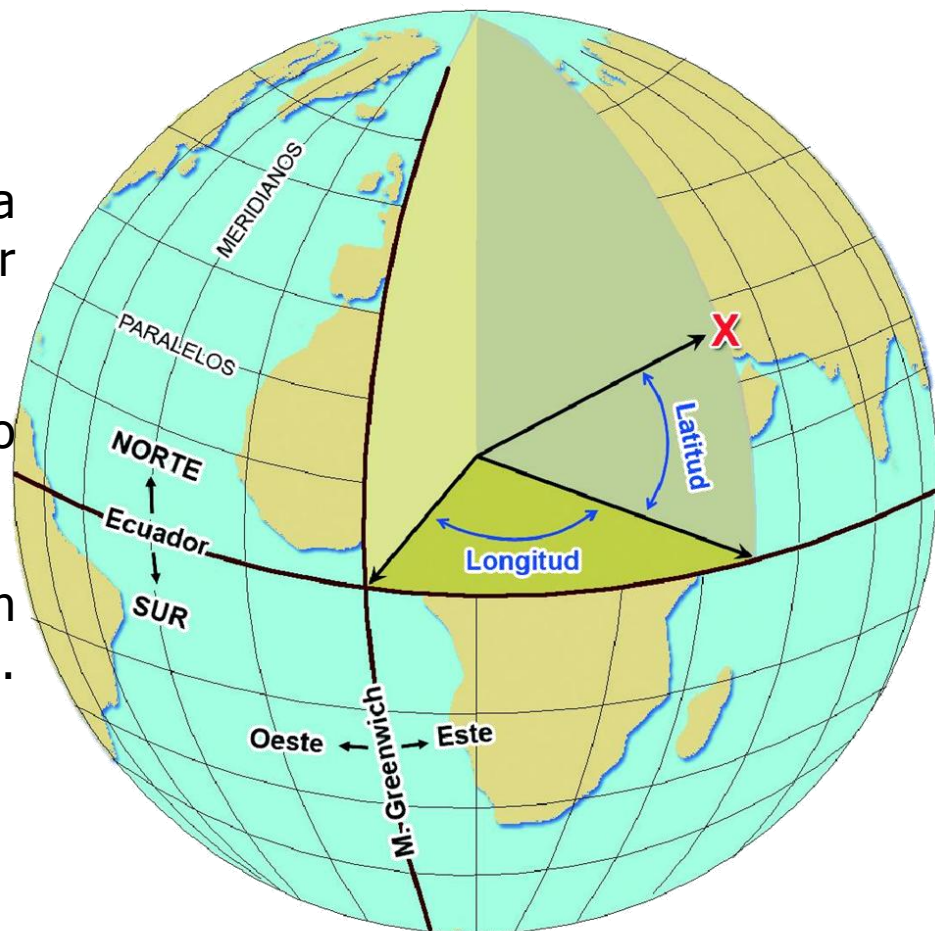 a
r
o
n
.
MERIDIANOS
PARALELOS
NORTE
Ecuador
SUR
X
Latitud
Longitud
Oeste
Este
M. Greenwich